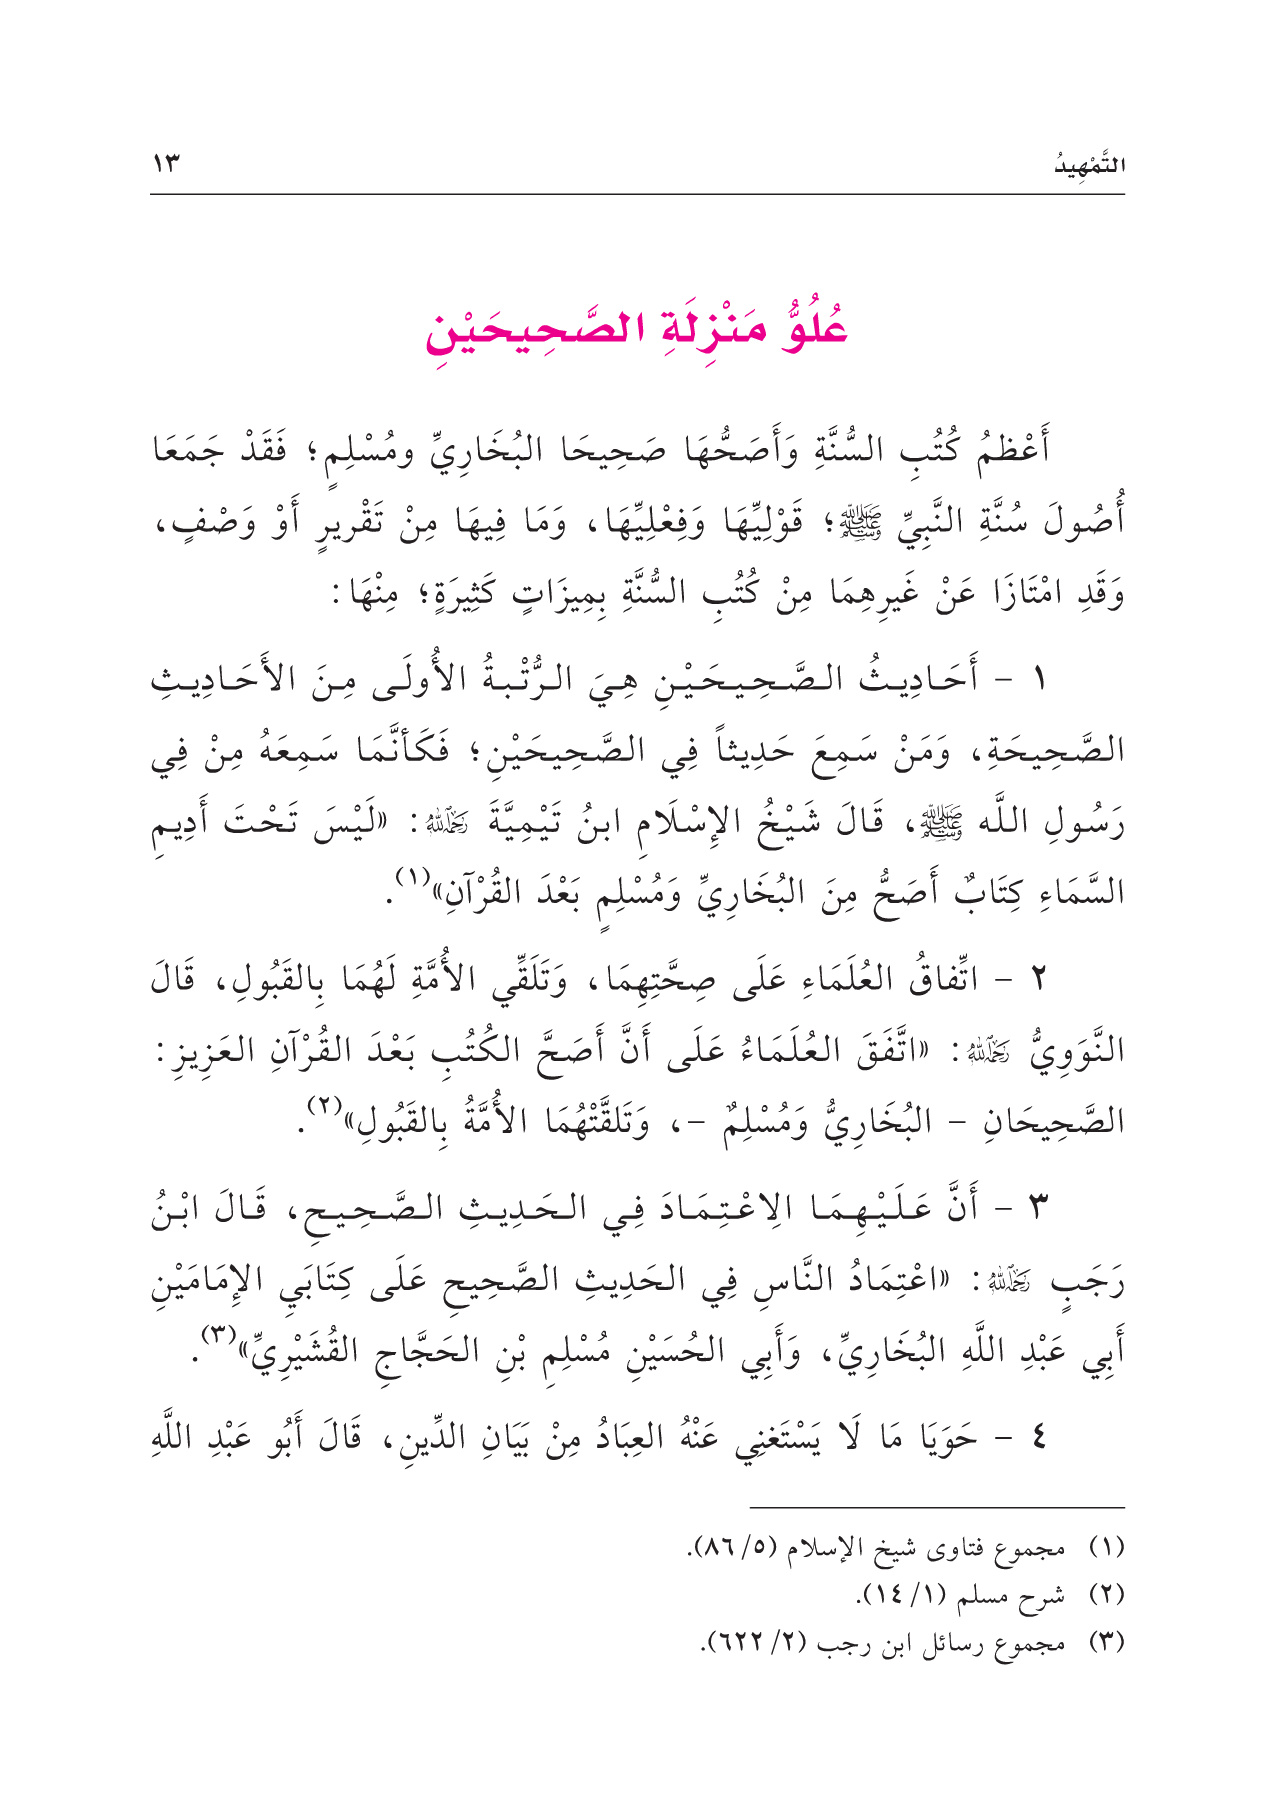 التَّمْهِيدُ ١٣
عُلُوُّ مَنْزِلَةِ الصَّحِيحَيْنِ
أَعْظَمُ كُتُبِ السُّنَّةِ وَأَصَحُّهَا صَحِيحَا البُخَارِيِّ ومُسْلِمٍ؛ فَقَدْ جَمَعَا
أُصُولَ سُنَّةِ النَّبِيِّ ﷺ؛ قَوْلِيِّهَا وَفِعْلِيِّهَا، وَمَا فِيهَا مِنْ تَقْرِيرٍ أَوْ وَصْفٍ،
وَقَدِ امْتَازَا عَنْ غَيرِهِمَا مِنْ كُتُبِ السُّنَّةِ بِمِيزَاتٍ كَثِيرَةٍ؛ مِنْهَا:
١ - أَحَادِيثُ الصَّحِيحَيْنِ هِيَ الرُّتْبةُ الأُولَى مِنَ الأَحَادِيثِ
الصَّحِيحَةِ، وَمَنْ سَمِعَ حَدِيثاً فِي الصَّحِيحَيْنِ؛ فَكَأنَّمَا سَمِعَهُ مِنْ فِي
رَسُولِ اللَّه ﷺ، قَالَ شَيْخُ الإِسْلَامِ ابنُ تَيْمِيَّةَ رَحِمَهُ اللَّهُ: «لَيْسَ تَحْتَ أَدِيمِ
السَّمَاءِ كِتَابٌ أَصَحُّ مِنَ البُخَارِيِّ وَمُسْلِمٍ بَعْدَ القُرْآنِ»(١).
٢ - اتِّفاقُ العُلَمَاءِ عَلَى صِحَّتِهِمَا، وَتَلَقِّي الأُمَّةِ لَهُمَا بِالقَبُولِ، قَالَ
النَّوَوِيُّ رَحِمَهُ اللَّهُ: «اتَّفَقَ العُلَمَاءُ عَلَى أَنَّ أَصَحَّ الكُتُبِ بَعْدَ القُرْآنِ العَزِيزِ:
الصَّحِيحَانِ - البُخَارِيُّ وَمُسْلِمٌ -، وَتَلقَّتْهُمَا الأُمَّةُ بِالقَبُولِ»(٢).
٣ - أَنَّ عَلَيْهِمَا الِاعْتِمَادَ فِي الحَدِيثِ الصَّحِيحِ، قَالَ ابْنُ
رَجَبٍ رَحِمَهُ اللَّهُ: «اعْتِمَادُ النَّاسِ فِي الحَدِيثِ الصَّحِيحِ عَلَى كِتَابَيِ الإِمَامَيْنِ
أَبِي عَبْدِ اللَّهِ البُخَارِيِّ، وَأَبِي الحُسَيْنِ مُسْلِمِ بْنِ الحَجَّاجِ القُشَيْرِيِّ»(٣).
٤ - حَوَيَا مَا لَا يَسْتَغنِي عَنْهُ العِبَادُ مِنْ بَيَانِ الدِّينِ، قَالَ أَبُو عَبْدِ اللَّهِ
(١) مجموع فتاوى شيخ الإسلام (٥/ ٨٦).
(٢) شرح مسلم (١/ ١٤).
(٣) مجموع رسائل ابن رجب (٢/ ٦٢٢).